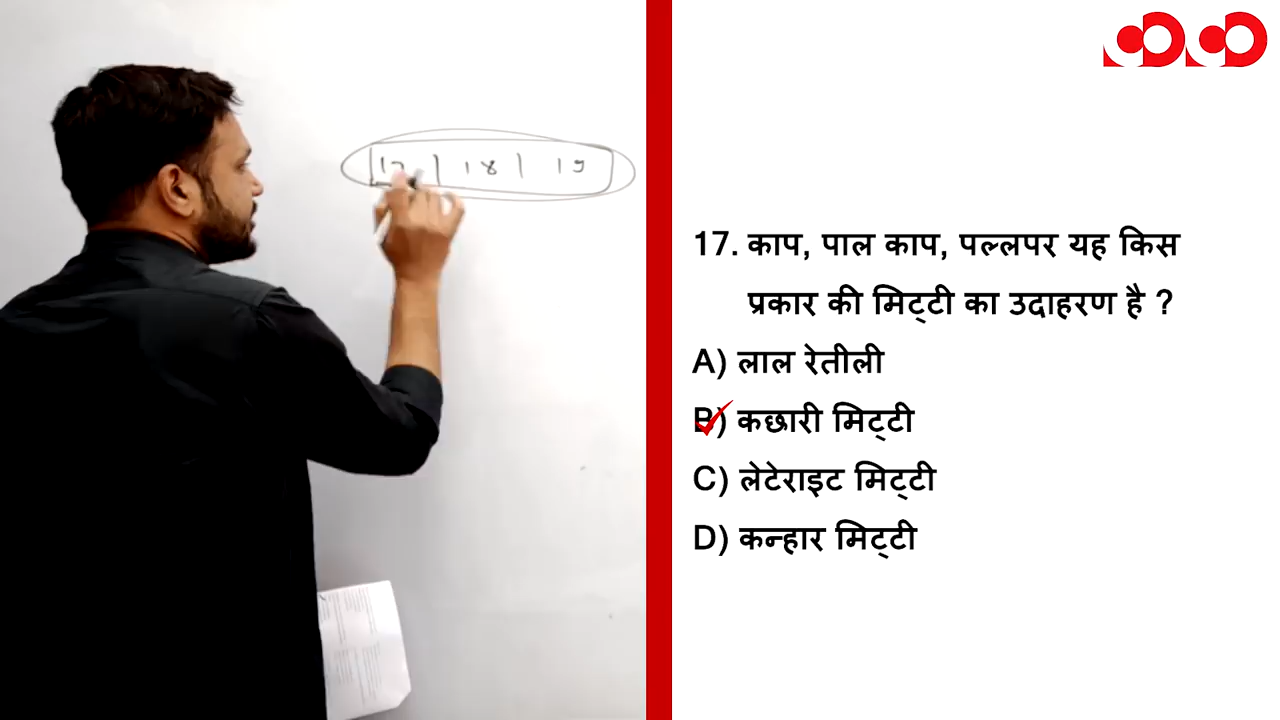 17 | 18 | 19
17. काप, पाल काप, पल्लपर यह किस
प्रकार की मिट्टी का उदाहरण है ?
A) लाल रेतीली
B) कछारी मिट्टी
C) लेटेराइट मिट्टी
D) कन्हार मिट्टी